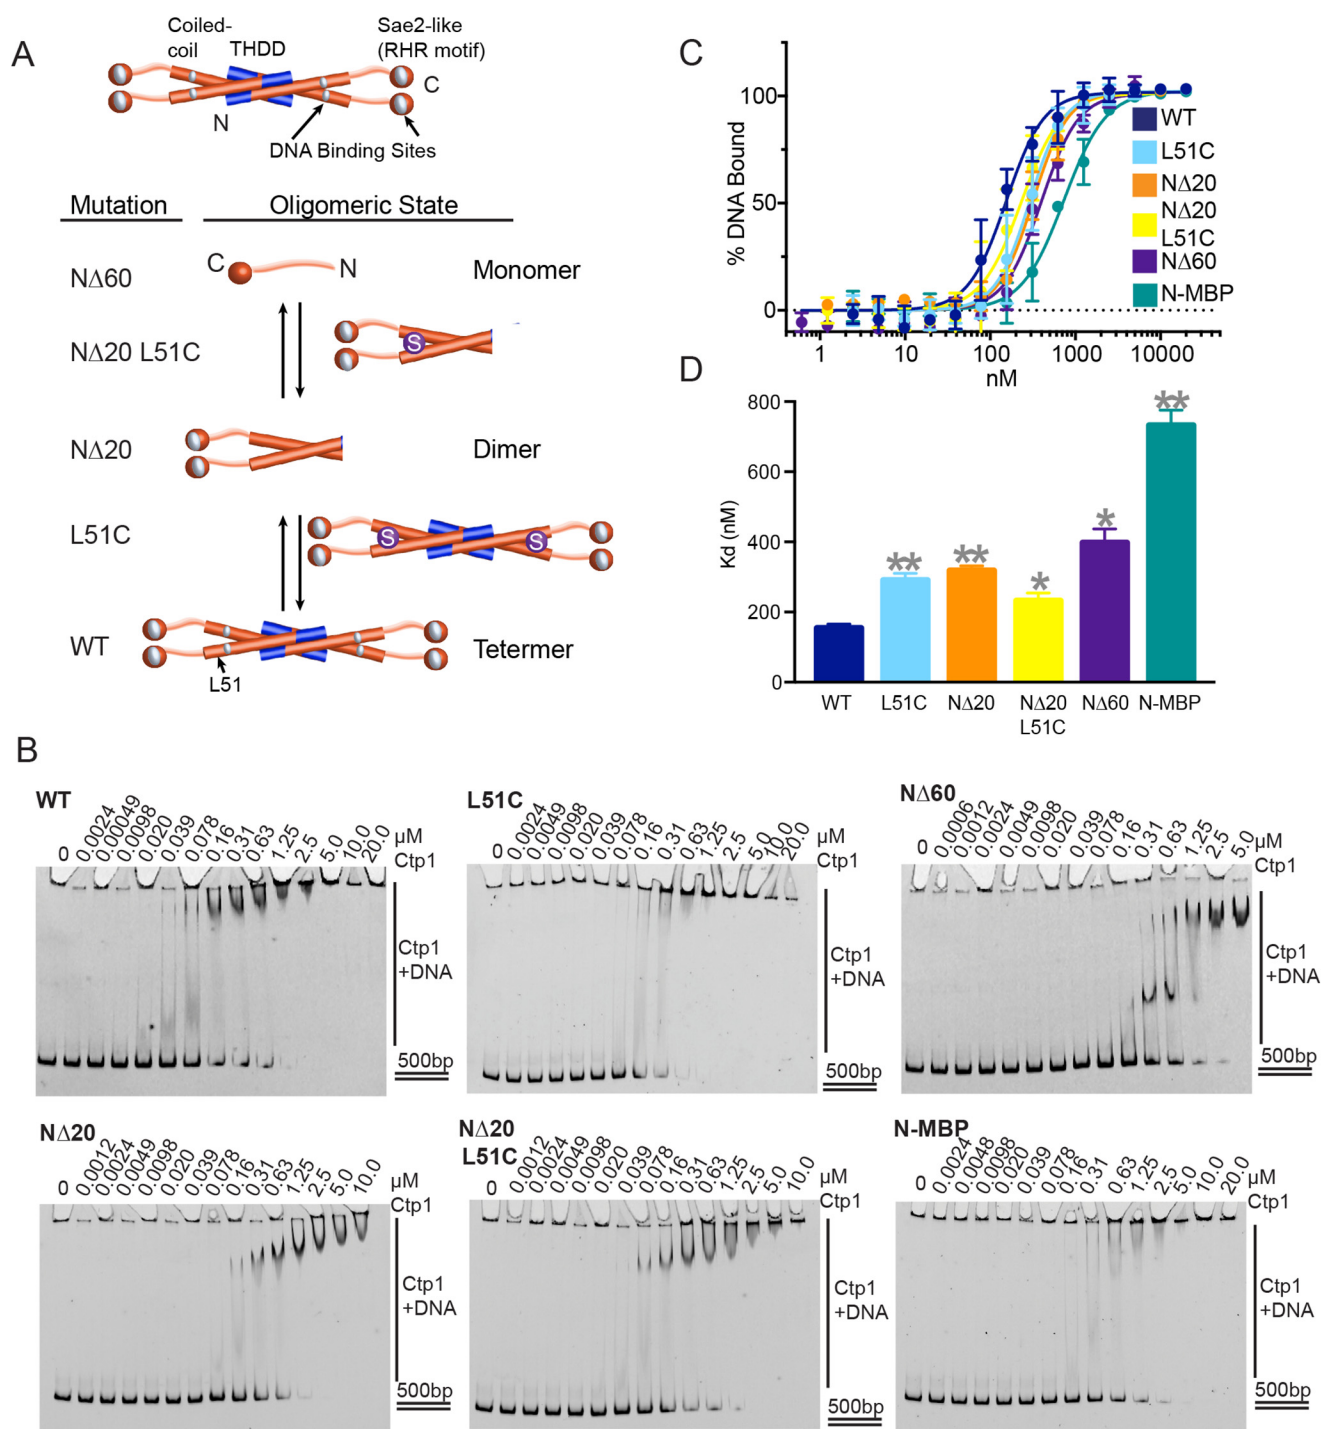 A
Coiled-
coil
THDD
Sae2-like
(RHR motif)
C
N
DNA Binding Sites
Mutation
Oligomeric State
NΔ60
C
N
Monomer
NΔ20 L51C
S
NΔ20
Dimer
L51C
S
S
WT
Tetermer
L51
C
% DNA Bound
100
50
0
1
10
100
1000
10000
nM
WT
L51C
NΔ20
NΔ20
L51C
NΔ60
N-MBP
D
Kd (nM)
800
600
400
200
0
**
**
*
*
**
WT
L51C
NΔ20
NΔ20
L51C
NΔ60
N-MBP
B
WT
0 0.00024 0.00049 0.0098 0.020 0.039 0.078 0.16 0.31 0.63 1.25 2.5 5.0 10.0 20.0
µM
Ctp1
Ctp1
+DNA
500bp
L51C
0 0.0024 0.0049 0.0098 0.020 0.039 0.078 0.16 0.31 0.63 1.25 2.5 5.0 10.0 20.0
µM
Ctp1
Ctp1
+DNA
500bp
NΔ60
0 0.0006 0.0012 0.0024 0.0049 0.0098 0.020 0.039 0.078 0.16 0.31 0.63 1.25 2.5 5.0
µM
Ctp1
Ctp1
+DNA
500bp
NΔ20
0 0.0012 0.0024 0.0049 0.0098 0.020 0.039 0.078 0.16 0.31 0.63 1.25 2.5 5.0 10.0
µM
Ctp1
Ctp1
+DNA
500bp
NΔ20
L51C
0 0.0012 0.0024 0.0049 0.0098 0.020 0.039 0.078 0.16 0.31 0.63 1.25 2.5 5.0 10.0
µM
Ctp1
Ctp1
+DNA
500bp
N-MBP
0 0.0024 0.0048 0.0098 0.020 0.039 0.078 0.16 0.31 0.63 1.25 2.5 5.0 10.0 20.0
µM
Ctp1
Ctp1
+DNA
500bp